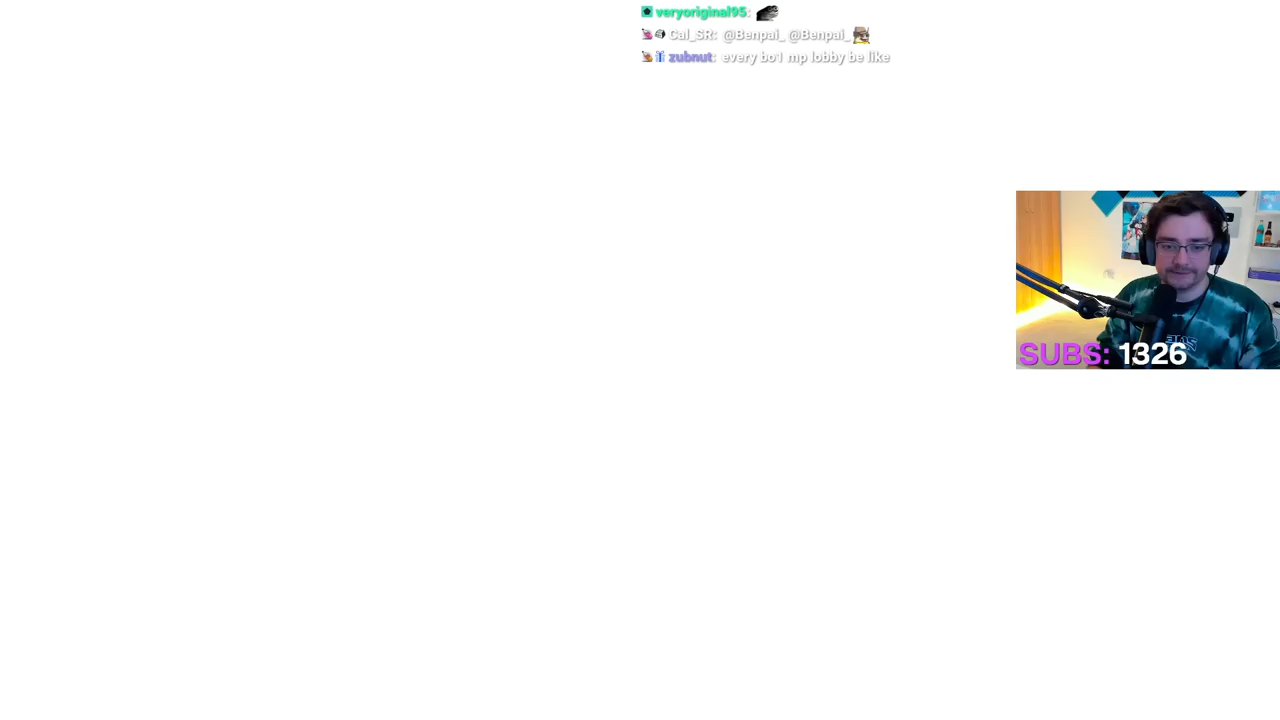 veryoriginal95:
Cal_SR: @Benpai_ @Benpai_
zubnut: every bo1 mp lobby be like
SUBS: 1326